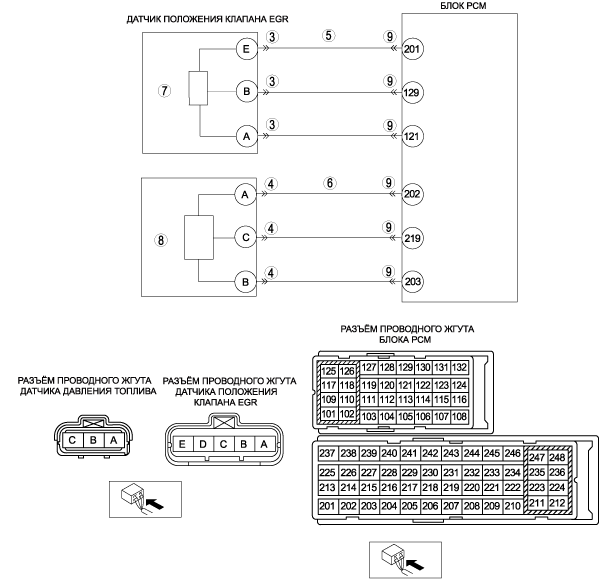 ДАТЧИК ПОЛОЖЕНИЯ КЛАПАНА EGR
БЛОК PCM
E 3 5 9 201
7
B 3 9 129
A 3 9 121
A 4 6 9 202
8
C 4 9 219
B 4 9 203
РАЗЪЁМ ПРОВОДНОГО ЖГУТА
БЛОКА PCM
РАЗЪЁМ ПРОВОДНОГО ЖГУТА
ДАТЧИКА ДАВЛЕНИЯ ТОПЛИВА
РАЗЪЁМ ПРОВОДНОГО ЖГУТА
ДАТЧИКА ПОЛОЖЕНИЯ
КЛАПАНА EGR
C B A
E D C B A
125 126 127 128 129 130 131 132
117 118 119 120 121 122 123 124
109 110 111 112 113 114 115 116
101 102 103 104 105 106 107 108
237 238 239 240 241 242 243 244 245 246 247 248
225 226 227 228 229 230 231 232 233 234 235 236
213 214 215 216 217 218 219 220 221 222 223 224
201 202 203 204 205 206 207 208 209 210 211 212